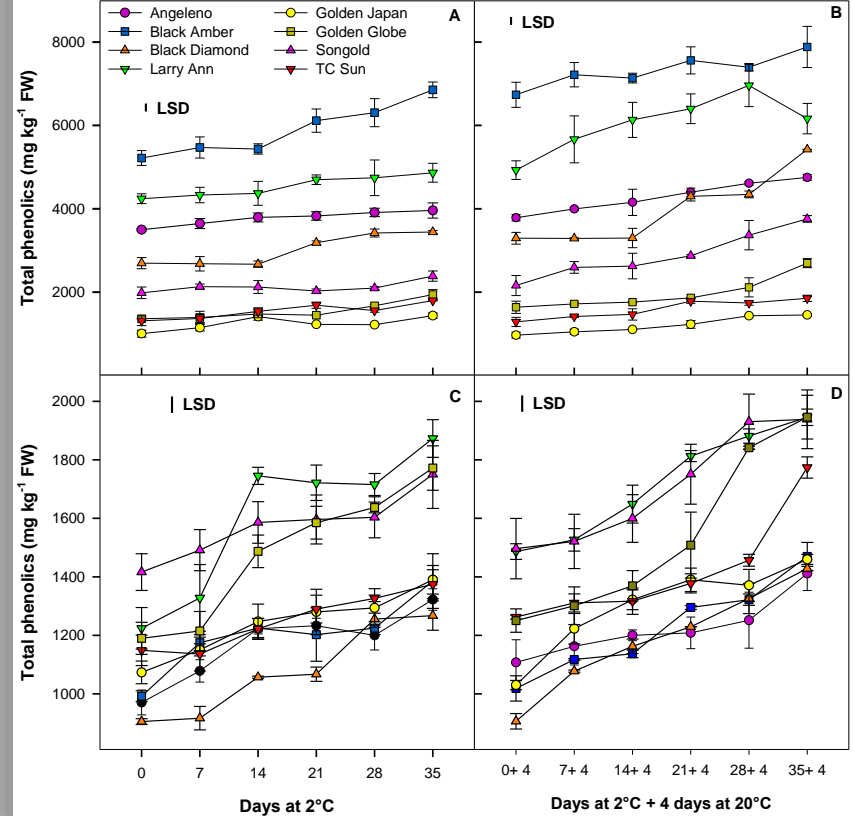 Angeleno
Black Amber
Black Diamond
Larry Ann
Golden Japan
Golden Globe
Songold
TC Sun
A
LSD
B
LSD
Total phenolics (mg kg⁻¹ FW)
8000
6000
4000
2000
C
LSD
D
LSD
Total phenolics (mg kg⁻¹ FW)
2000
1800
1600
1400
1200
1000
0 7 14 21 28 35
0+ 4 7+ 4 14+ 4 21+ 4 28+ 4 35+ 4
Days at 2°C
Days at 2°C + 4 days at 20°C